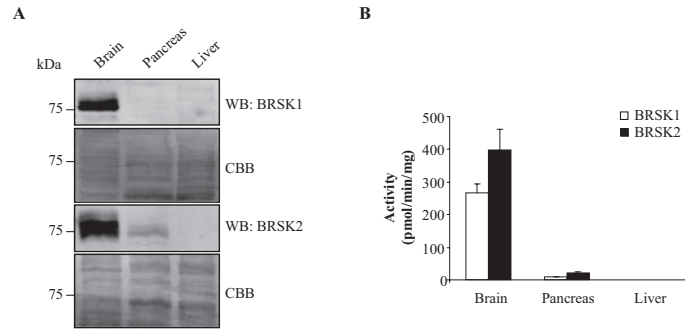 A
kDa
Brain
Pancreas
Liver
75
WB: BRSK1
75
CBB
75
WB: BRSK2
75
CBB
B
BRSK1
BRSK2
Activity
(pmol/min/mg)
500
400
300
200
100
0
Brain
Pancreas
Liver